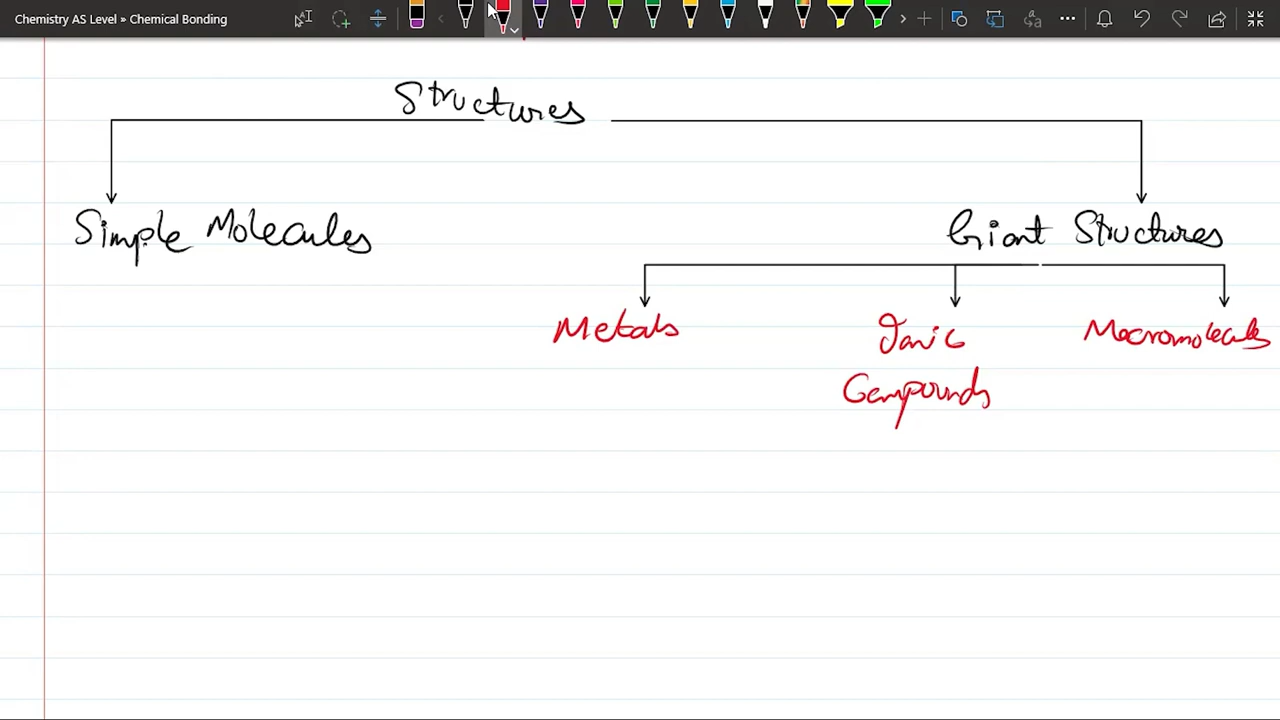 Chemistry AS Level » Chemical Bonding
Structures
Simple Molecules
Giant Structures
Metals
Ionic
Compounds
Macromolecules